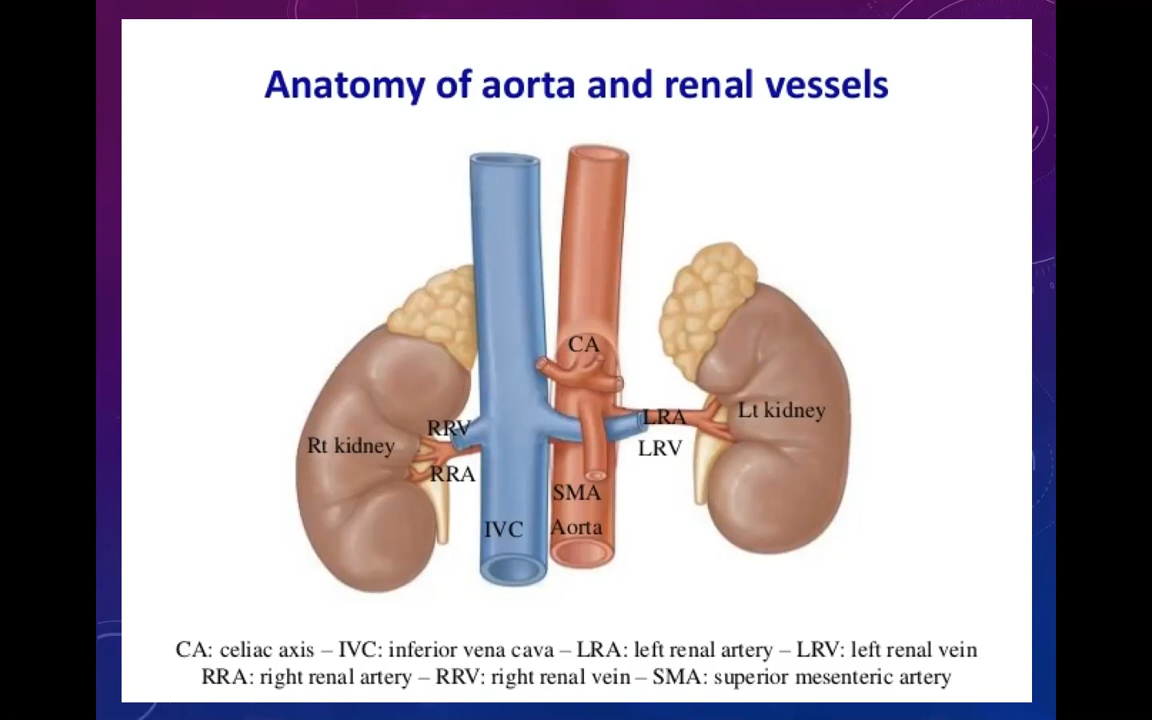 Anatomy of aorta and renal vessels
CA
RRV
LRA
Lt kidney
Rt kidney
LRV
RRA
SMA
IVC
Aorta
CA: celiac axis – IVC: inferior vena cava – LRA: left renal artery – LRV: left renal vein
RRA: right renal artery – RRV: right renal vein – SMA: superior mesenteric artery